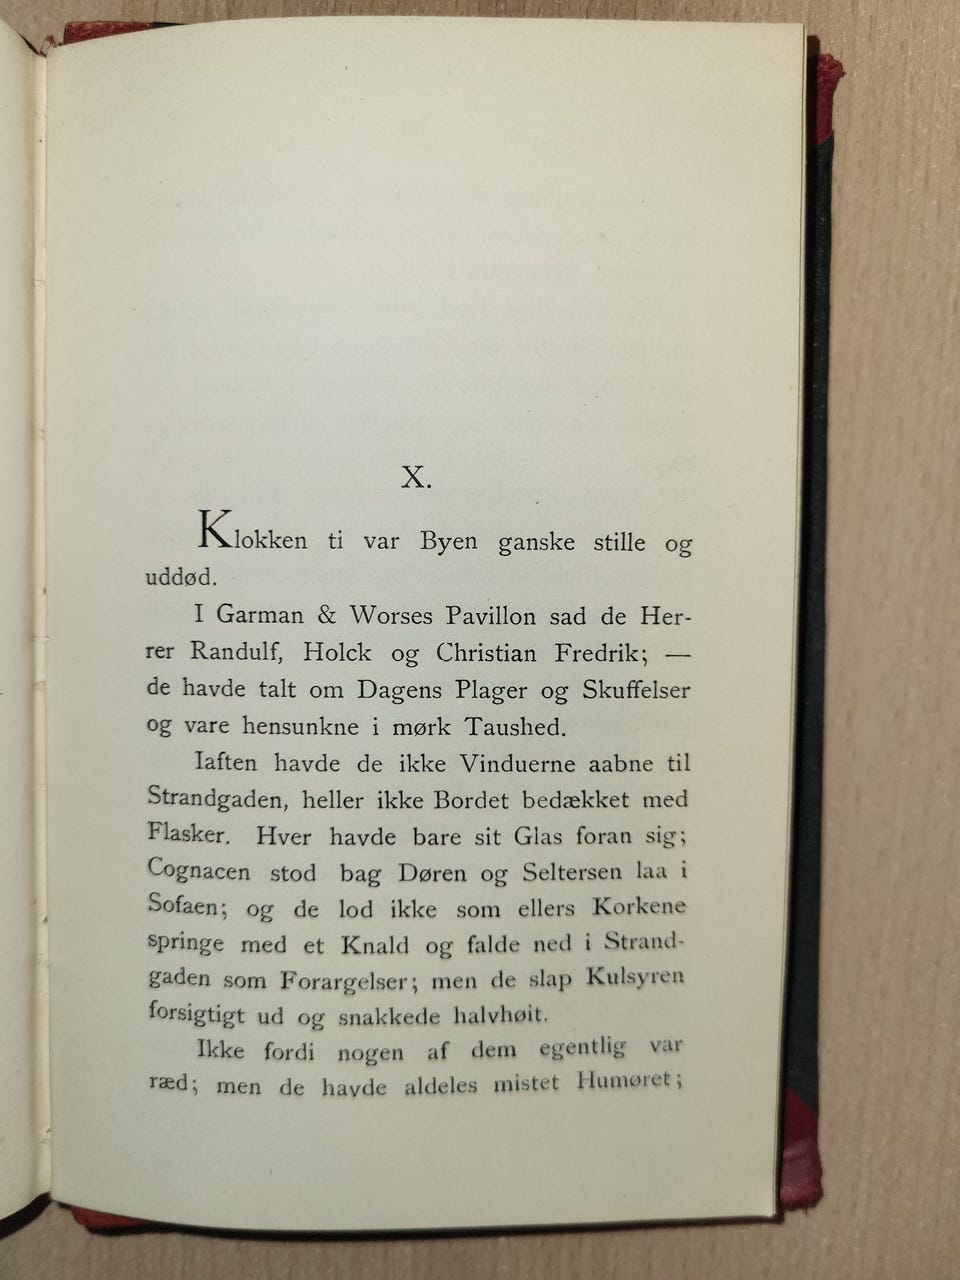 X.
Klokken ti var Byen ganske stille og
uddød.
I Garman & Worses Pavillon sad de Her-
rer Randulf, Holck og Christian Fredrik; —
de havde talt om Dagens Plager og Skuffelser
og vare hensunkne i mørk Taushed.
Iaften havde de ikke Vinduerne aabne til
Strandgaden, heller ikke Bordet bedækket med
Flasker. Hver havde bare sit Glas foran sig;
Cognacen stod bag Døren og Seltersen laa i
Sofaen; og de lod ikke som ellers Korkene
springe med et Knald og falde ned i Strand-
gaden som Forargelser; men de slap Kulsyren
forsigtigt ud og snakkede halvhøit.
Ikke fordi nogen af dem egentlig var
ræd; men de havde aldeles mistet Humøret;